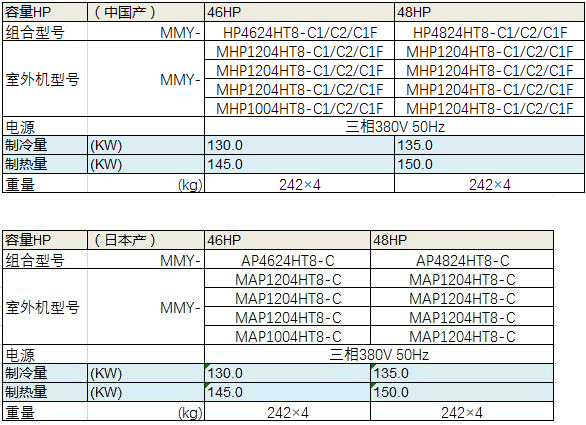 容量HP （中国产） 46HP 48HP
组合型号 MMY- HP4624HT8-C1/C2/C1F HP4824HT8-C1/C2/C1F
室外机型号 MMY- MHP1204HT8-C1/C2/C1F MHP1204HT8-C1/C2/C1F
MHP1204HT8-C1/C2/C1F MHP1204HT8-C1/C2/C1F
MHP1204HT8-C1/C2/C1F MHP1204HT8-C1/C2/C1F
MHP1004HT8-C1/C2/C1F MHP1204HT8-C1/C2/C1F
电源 三相380V 50Hz
制冷量 (KW) 130.0 135.0
制热量 (KW) 145.0 150.0
重量 (kg) 242×4 242×4
容量HP （日本产） 46HP 48HP
组合型号 MMY- AP4624HT8-C AP4824HT8-C
室外机型号 MMY- MAP1204HT8-C MAP1204HT8-C
MAP1204HT8-C MAP1204HT8-C
MAP1204HT8-C MAP1204HT8-C
MAP1004HT8-C MAP1204HT8-C
电源 三相380V 50Hz
制冷量 (KW) 130.0 135.0
制热量 (KW) 145.0 150.0
重量 (kg) 242×4 242×4